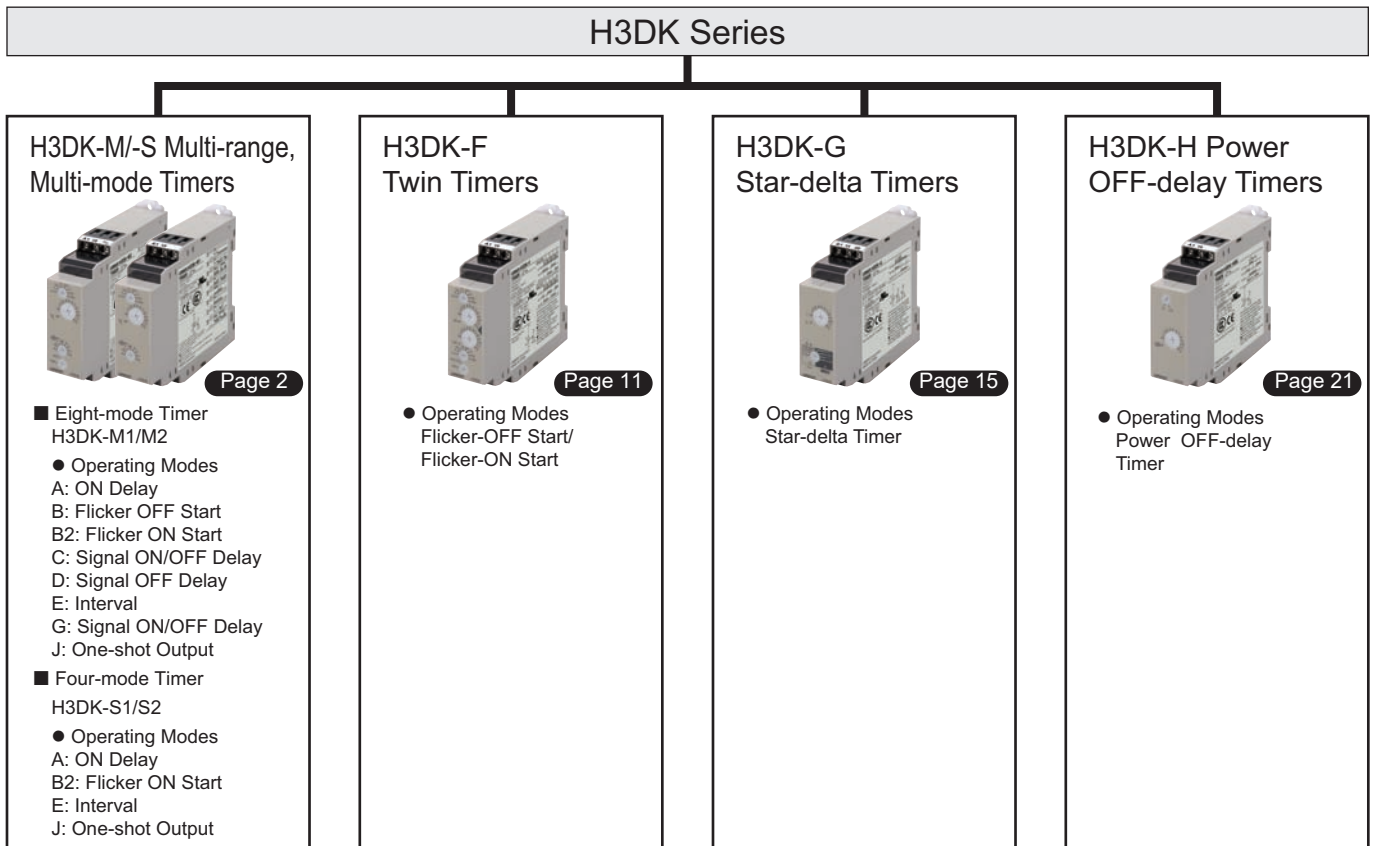 H3DK Series
H3DK-M/-S Multi-range,
Multi-mode Timers
Page 2
■ Eight-mode Timer
H3DK-M1/M2
● Operating Modes
A: ON Delay
B: Flicker OFF Start
B2: Flicker ON Start
C: Signal ON/OFF Delay
D: Signal OFF Delay
E: Interval
G: Signal ON/OFF Delay
J: One-shot Output
■ Four-mode Timer
H3DK-S1/S2
● Operating Modes
A: ON Delay
B2: Flicker ON Start
E: Interval
J: One-shot Output
H3DK-F
Twin Timers
Page 11
● Operating Modes
Flicker-OFF Start/
Flicker-ON Start
H3DK-G
Star-delta Timers
Page 15
● Operating Modes
Star-delta Timer
H3DK-H Power
OFF-delay Timers
Page 21
● Operating Modes
Power OFF-delay
Timer